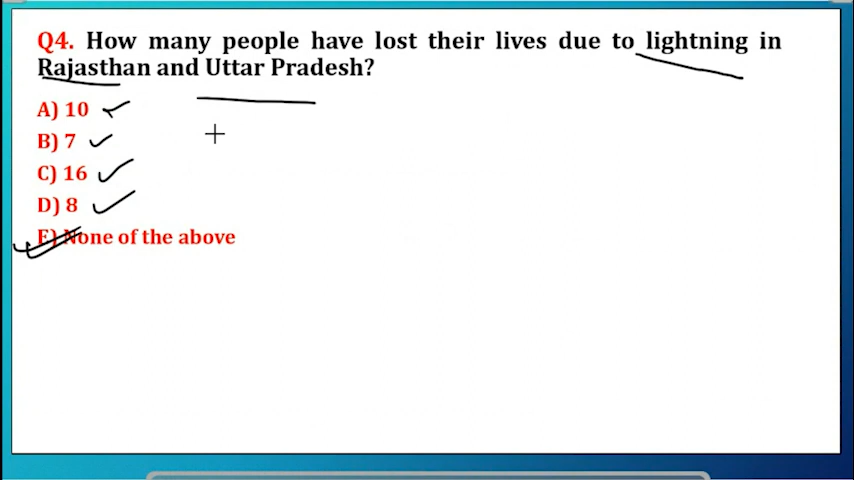 Q4. How many people have lost their lives due to lightning in
Rajasthan and Uttar Pradesh?
A) 10
B) 7
C) 16
D) 8
E) None of the above